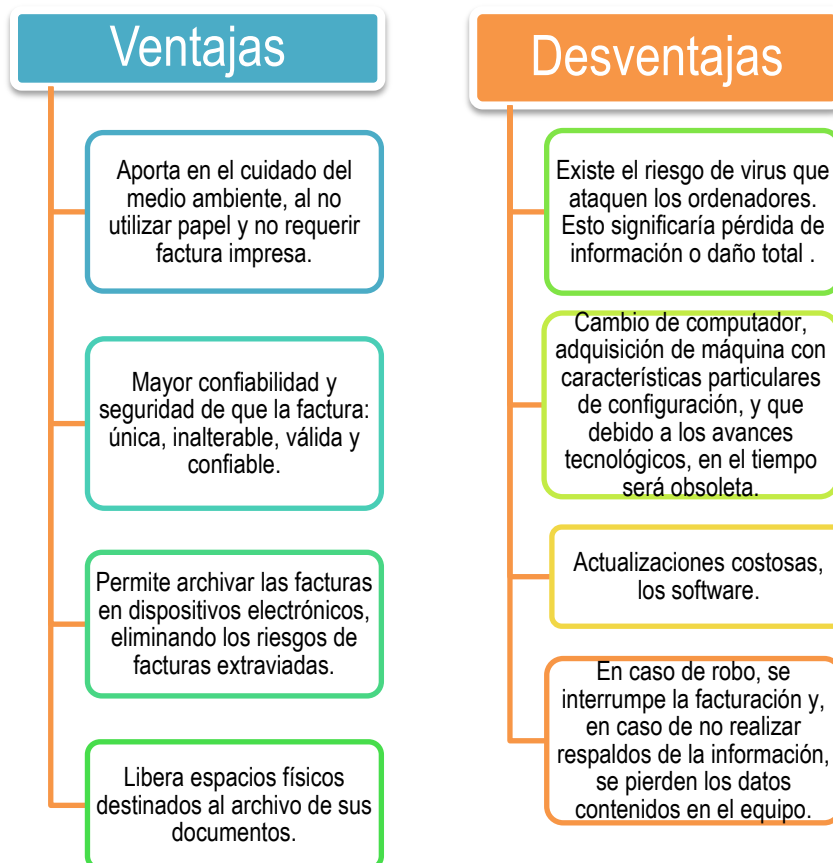 Ventajas
Aporta en el cuidado del
medio ambiente, al no
utilizar papel y no requerir
factura impresa.
Mayor confiabilidad y
seguridad de que la factura:
única, inalterable, válida y
confiable.
Permite archivar las facturas
en dispositivos electrónicos,
eliminando los riesgos de
facturas extraviadas.
Libera espacios físicos
destinados al archivo de sus
documentos.
Desventajas
Existe el riesgo de virus que
ataquen los ordenadores.
Esto significaría pérdida de
información o daño total .
Cambio de computador,
adquisición de máquina con
características particulares
de configuración, y que
debido a los avances
tecnológicos, en el tiempo
será obsoleta.
Actualizaciones costosas,
los software.
En caso de robo, se
interrumpe la facturación y,
en caso de no realizar
respaldos de la información,
se pierden los datos
contenidos en el equipo.